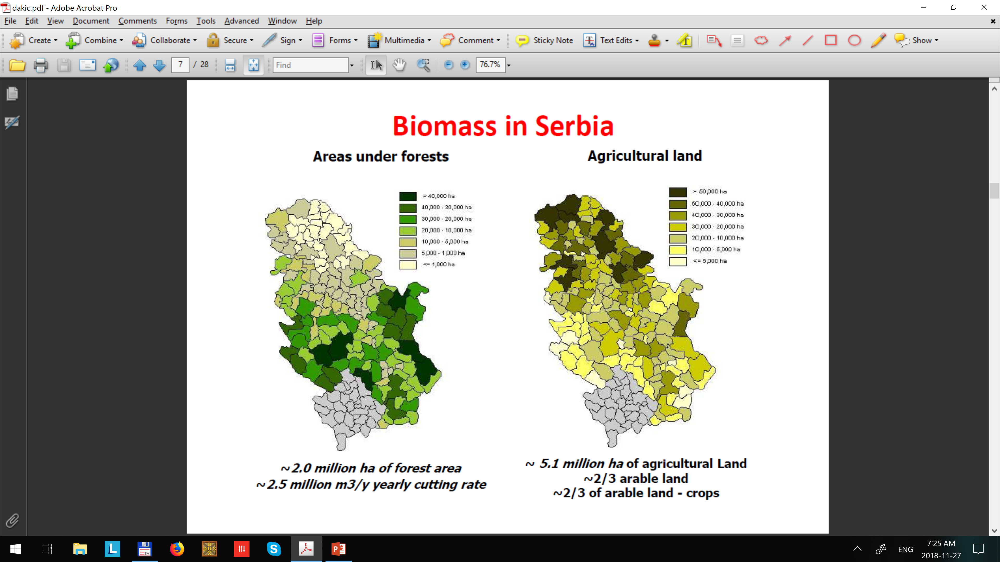 dakic.pdf - Adobe Acrobat Pro
File Edit View Document Comments Forms Tools Advanced Window Help
Create Combine Collaborate Secure Sign Forms Multimedia Comment Sticky Note Text Edits Show
7 / 28 Find 76.7%
Biomass in Serbia
Areas under forests
> 40,000 ha
40,000 - 30,000 ha
30,000 - 20,000 ha
20,000 - 10,000 ha
10,000 - 5,000 ha
5,000 - 1,000 ha
<= 1,000 ha
~2.0 million ha of forest area
~2.5 million m3/y yearly cutting rate
Agricultural land
> 50,000 ha
50,000 - 40,000 ha
40,000 - 30,000 ha
30,000 - 20,000 ha
20,000 - 10,000 ha
10,000 - 5,000 ha
<= 5,000 ha
~ 5.1 million ha of agricultural Land
~2/3 arable land
~2/3 of arable land - crops
ENG
7:25 AM
2018-11-27